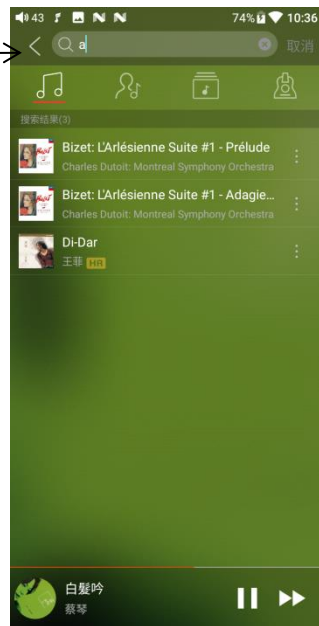 43 74% 10:36
a 取消
搜索结果(3)
Bizet: L'Arlésienne Suite #1 - Prélude
Charles Dutoit: Montreal Symphony Orchestra
Bizet: L'Arlésienne Suite #1 - Adagie...
Charles Dutoit: Montreal Symphony Orchestra
Di-Dar
王菲 HR
白髮吟
蔡琴